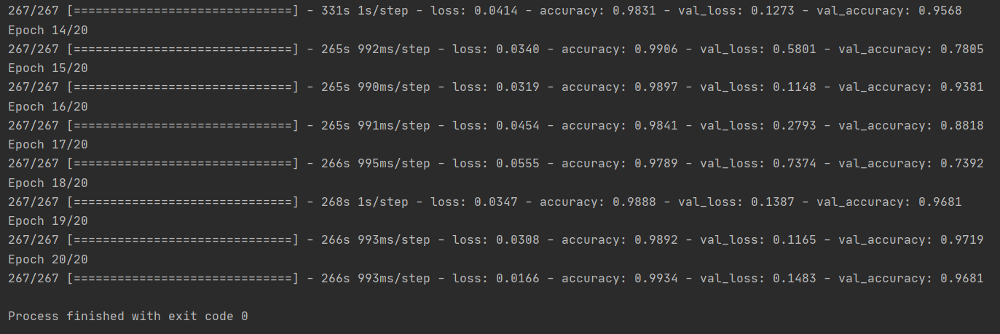 267/267 [==============================] - 331s 1s/step - loss: 0.0414 - accuracy: 0.9831 - val_loss: 0.1273 - val_accuracy: 0.9568
Epoch 14/20
267/267 [==============================] - 265s 992ms/step - loss: 0.0340 - accuracy: 0.9906 - val_loss: 0.5801 - val_accuracy: 0.7805
Epoch 15/20
267/267 [==============================] - 265s 990ms/step - loss: 0.0319 - accuracy: 0.9897 - val_loss: 0.1148 - val_accuracy: 0.9381
Epoch 16/20
267/267 [==============================] - 265s 991ms/step - loss: 0.0454 - accuracy: 0.9841 - val_loss: 0.2793 - val_accuracy: 0.8818
Epoch 17/20
267/267 [==============================] - 266s 995ms/step - loss: 0.0555 - accuracy: 0.9789 - val_loss: 0.7374 - val_accuracy: 0.7392
Epoch 18/20
267/267 [==============================] - 268s 1s/step - loss: 0.0347 - accuracy: 0.9888 - val_loss: 0.1387 - val_accuracy: 0.9681
Epoch 19/20
267/267 [==============================] - 266s 993ms/step - loss: 0.0308 - accuracy: 0.9892 - val_loss: 0.1165 - val_accuracy: 0.9719
Epoch 20/20
267/267 [==============================] - 266s 993ms/step - loss: 0.0166 - accuracy: 0.9934 - val_loss: 0.1483 - val_accuracy: 0.9681
Process finished with exit code 0